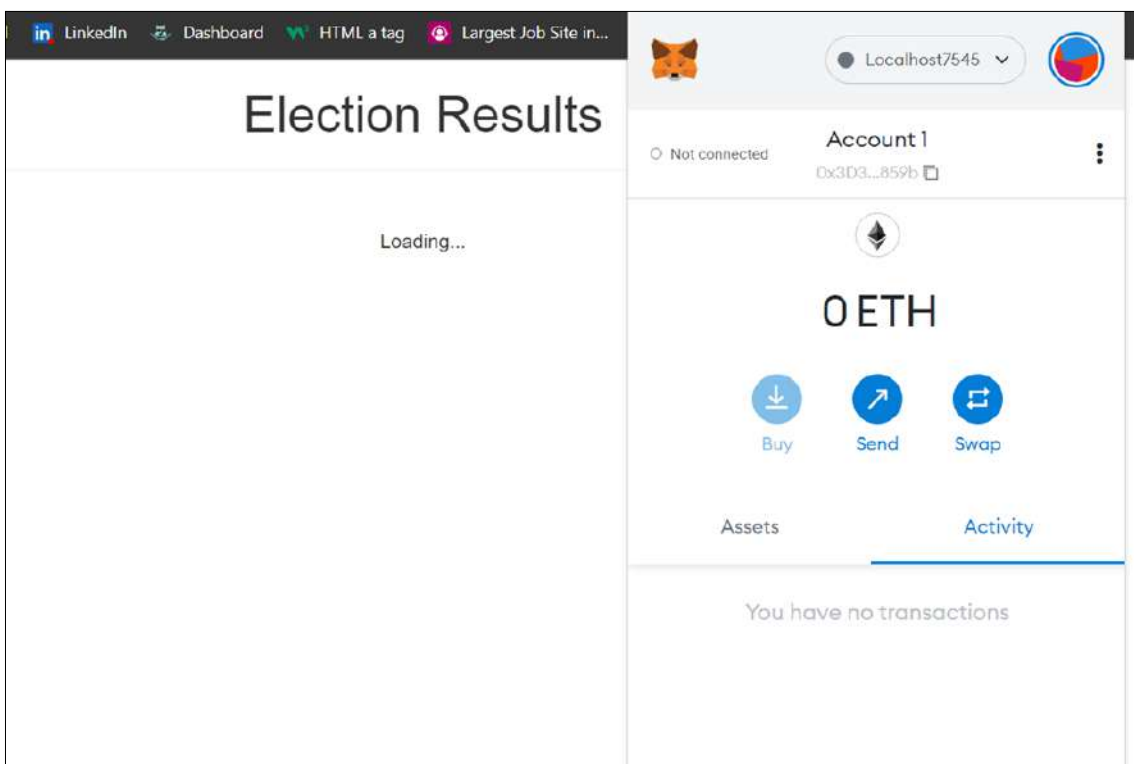 in LinkedIn Dashboard HTML a tag Largest Job Site in...
Election Results
Loading...
Localhost7545
Not connected
Account 1
0x3D3...859b
0 ETH
Buy Send Swap
Assets Activity
You have no transactions